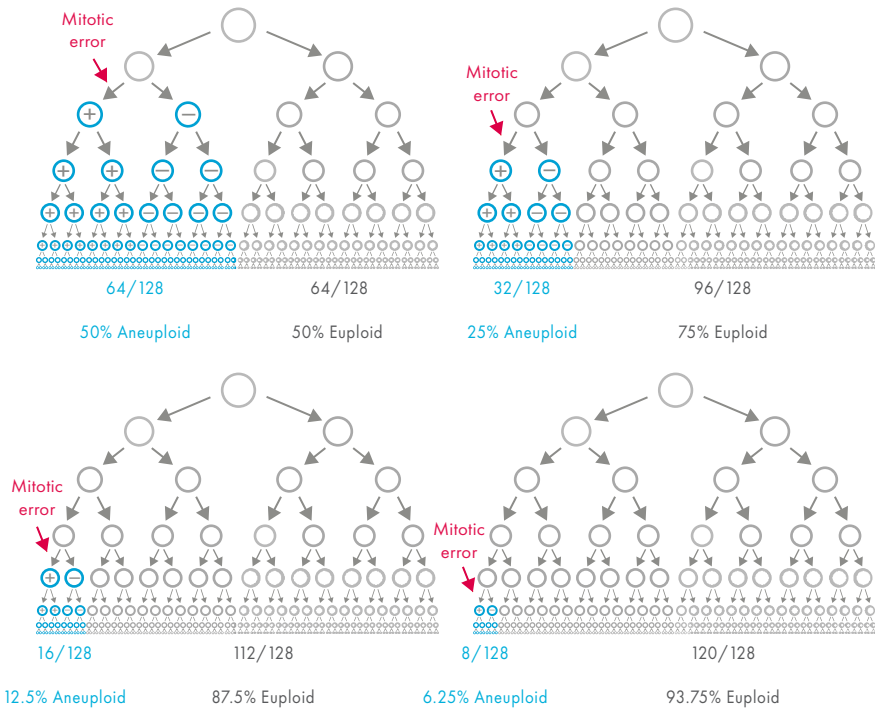 Mitotic
error
+ −
+ + − −
+ + + + − − − −
64/128 64/128
50% Aneuploid 50% Euploid
Mitotic
error
+ −
+ + − −
32/128 96/128
25% Aneuploid 75% Euploid
Mitotic
error
+ −
16/128 112/128
12.5% Aneuploid 87.5% Euploid
Mitotic
error
8/128 120/128
6.25% Aneuploid 93.75% Euploid